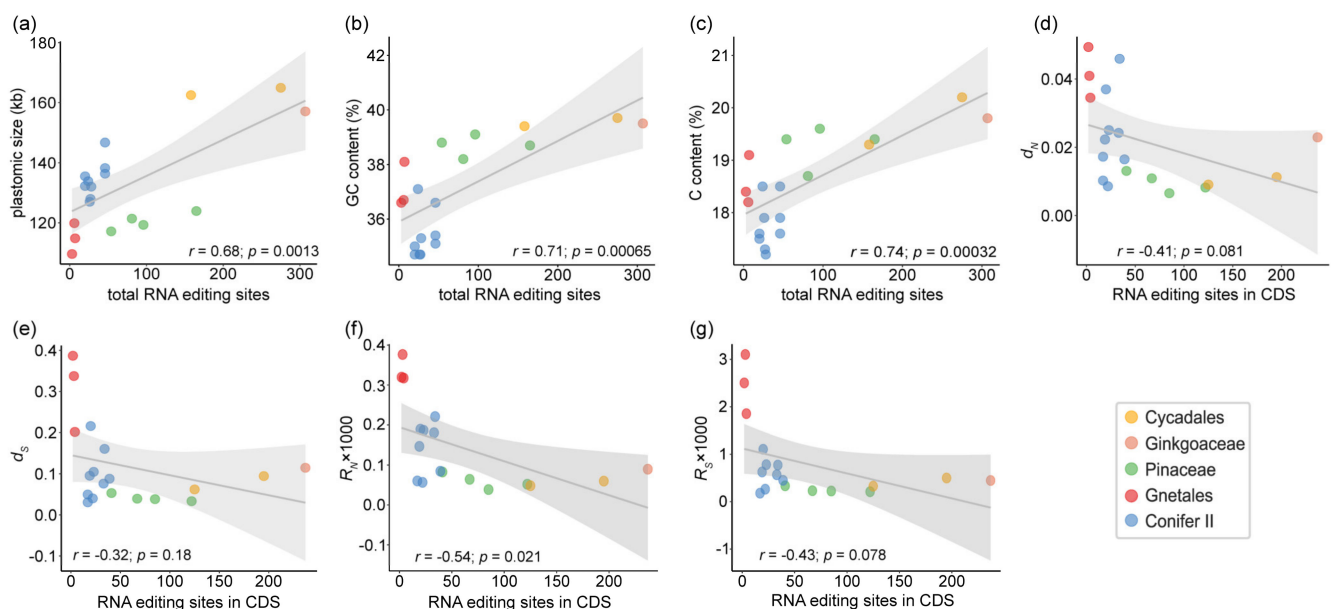 (a)
180
160
140
120
plastomic size (kb)
0
100
200
300
total RNA editing sites
r = 0.68; p = 0.0013
(b)
42
40
38
36
GC content (%)
0
100
200
300
total RNA editing sites
r = 0.71; p = 0.00065
(c)
21
20
19
18
C content (%)
0
100
200
300
total RNA editing sites
r = 0.74; p = 0.00032
(d)
0.04
0.02
0.00
dN
0
50
100
150
200
RNA editing sites in CDS
r = -0.41; p = 0.081
(e)
0.4
0.3
0.2
0.1
0.0
-0.1
dS
0
50
100
150
200
RNA editing sites in CDS
r = -0.32; p = 0.18
(f)
0.4
0.3
0.2
0.1
-0.1
RN×1000
0
50
100
150
200
RNA editing sites in CDS
r = -0.54; p = 0.021
(g)
3
2
1
0
-1
RS×1000
0
50
100
150
200
RNA editing sites in CDS
r = -0.43; p = 0.078
Cycadales
Ginkgoaceae
Pinaceae
Gnetales
Conifer II